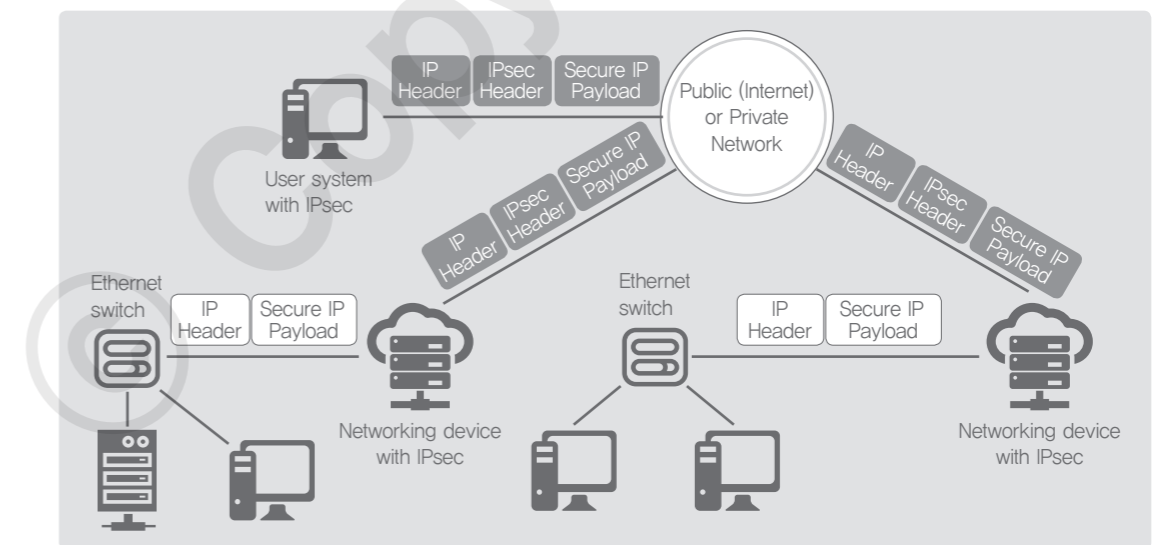 IP
Header
IPsec
Header
Secure IP
Payload
Public (Internet)
or Private
Network
User system
with IPsec
IP
Header
IPsec
Header
Secure IP
Payload
IP
Header
IPsec
Header
Secure IP
Payload
Ethernet
switch
IP
Header
Secure IP
Payload
Networking device
with IPsec
Ethernet
switch
IP
Header
Secure IP
Payload
Networking device
with IPsec
© Copy